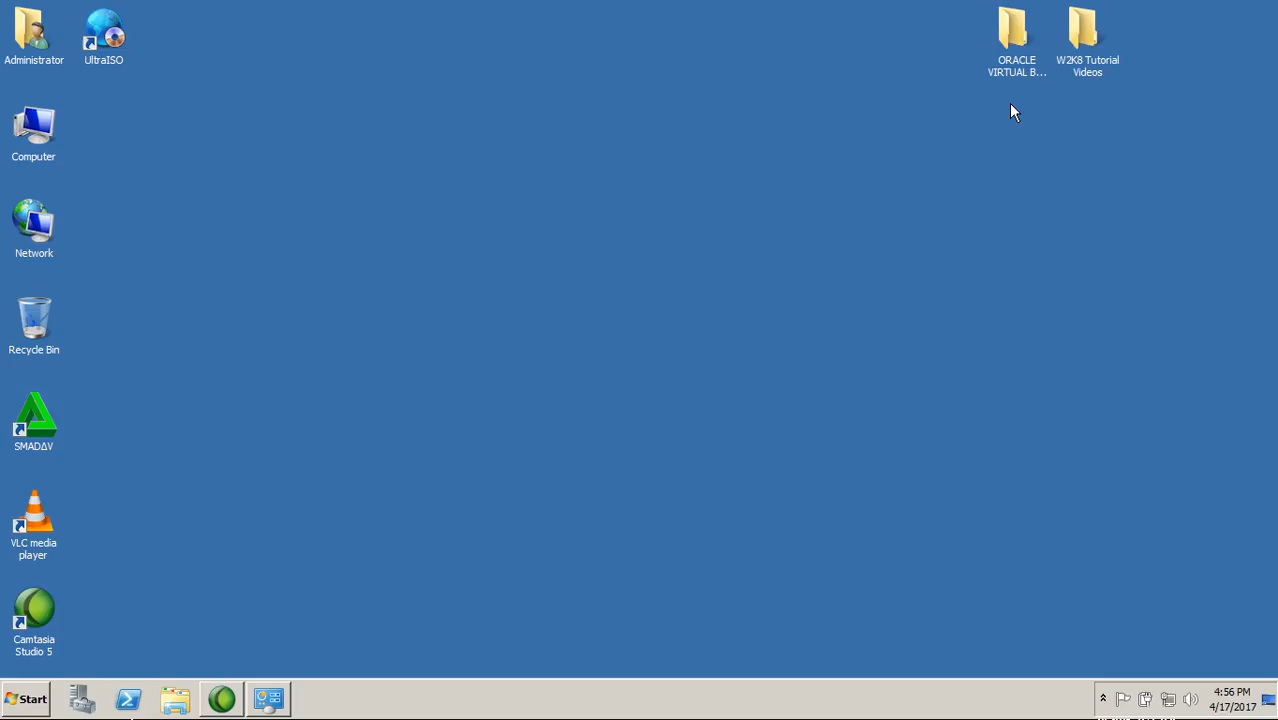 Administrator
UltraISO
ORACLE
VIRTUAL B...
W2K8 Tutorial
Videos
Computer
Network
Recycle Bin
SMADΔV
VLC media
player
Camtasia
Studio 5
Start
4:56 PM
4/17/2017